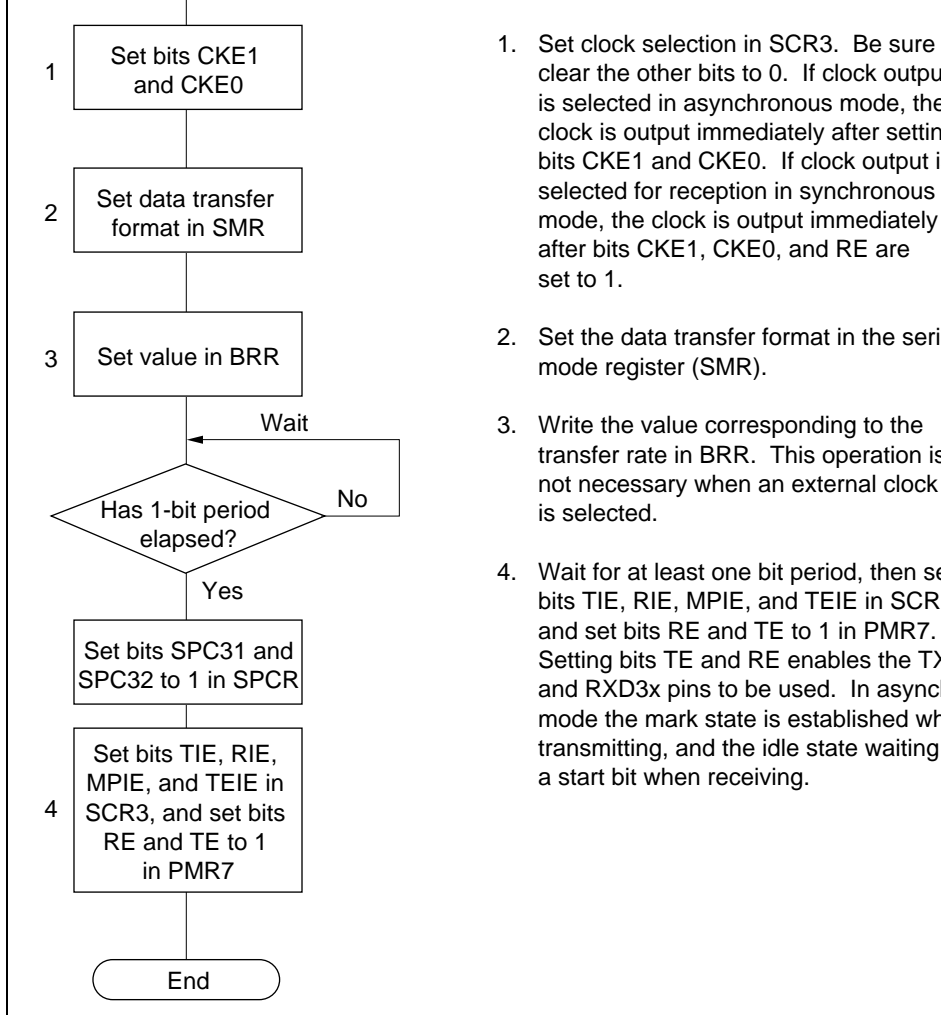 1
Set bits CKE1
and CKE0
2
Set data transfer
format in SMR
3
Set value in BRR
Wait
Has 1-bit period
elapsed?
No
Yes
Set bits SPC31 and
SPC32 to 1 in SPCR
4
Set bits TIE, RIE,
MPIE, and TEIE in
SCR3, and set bits
RE and TE to 1
in PMR7
End
1. Set clock selection in SCR3. Be sure
clear the other bits to 0. If clock outpu
is selected in asynchronous mode, the
clock is output immediately after settin
bits CKE1 and CKE0. If clock output i
selected for reception in synchronous
mode, the clock is output immediately
after bits CKE1, CKE0, and RE are
set to 1.
2. Set the data transfer format in the seri
mode register (SMR).
3. Write the value corresponding to the
transfer rate in BRR. This operation is
not necessary when an external clock
is selected.
4. Wait for at least one bit period, then se
bits TIE, RIE, MPIE, and TEIE in SCR
and set bits RE and TE to 1 in PMR7.
Setting bits TE and RE enables the TX
and RXD3x pins to be used. In asynch
mode the mark state is established wh
transmitting, and the idle state waiting
a start bit when receiving.